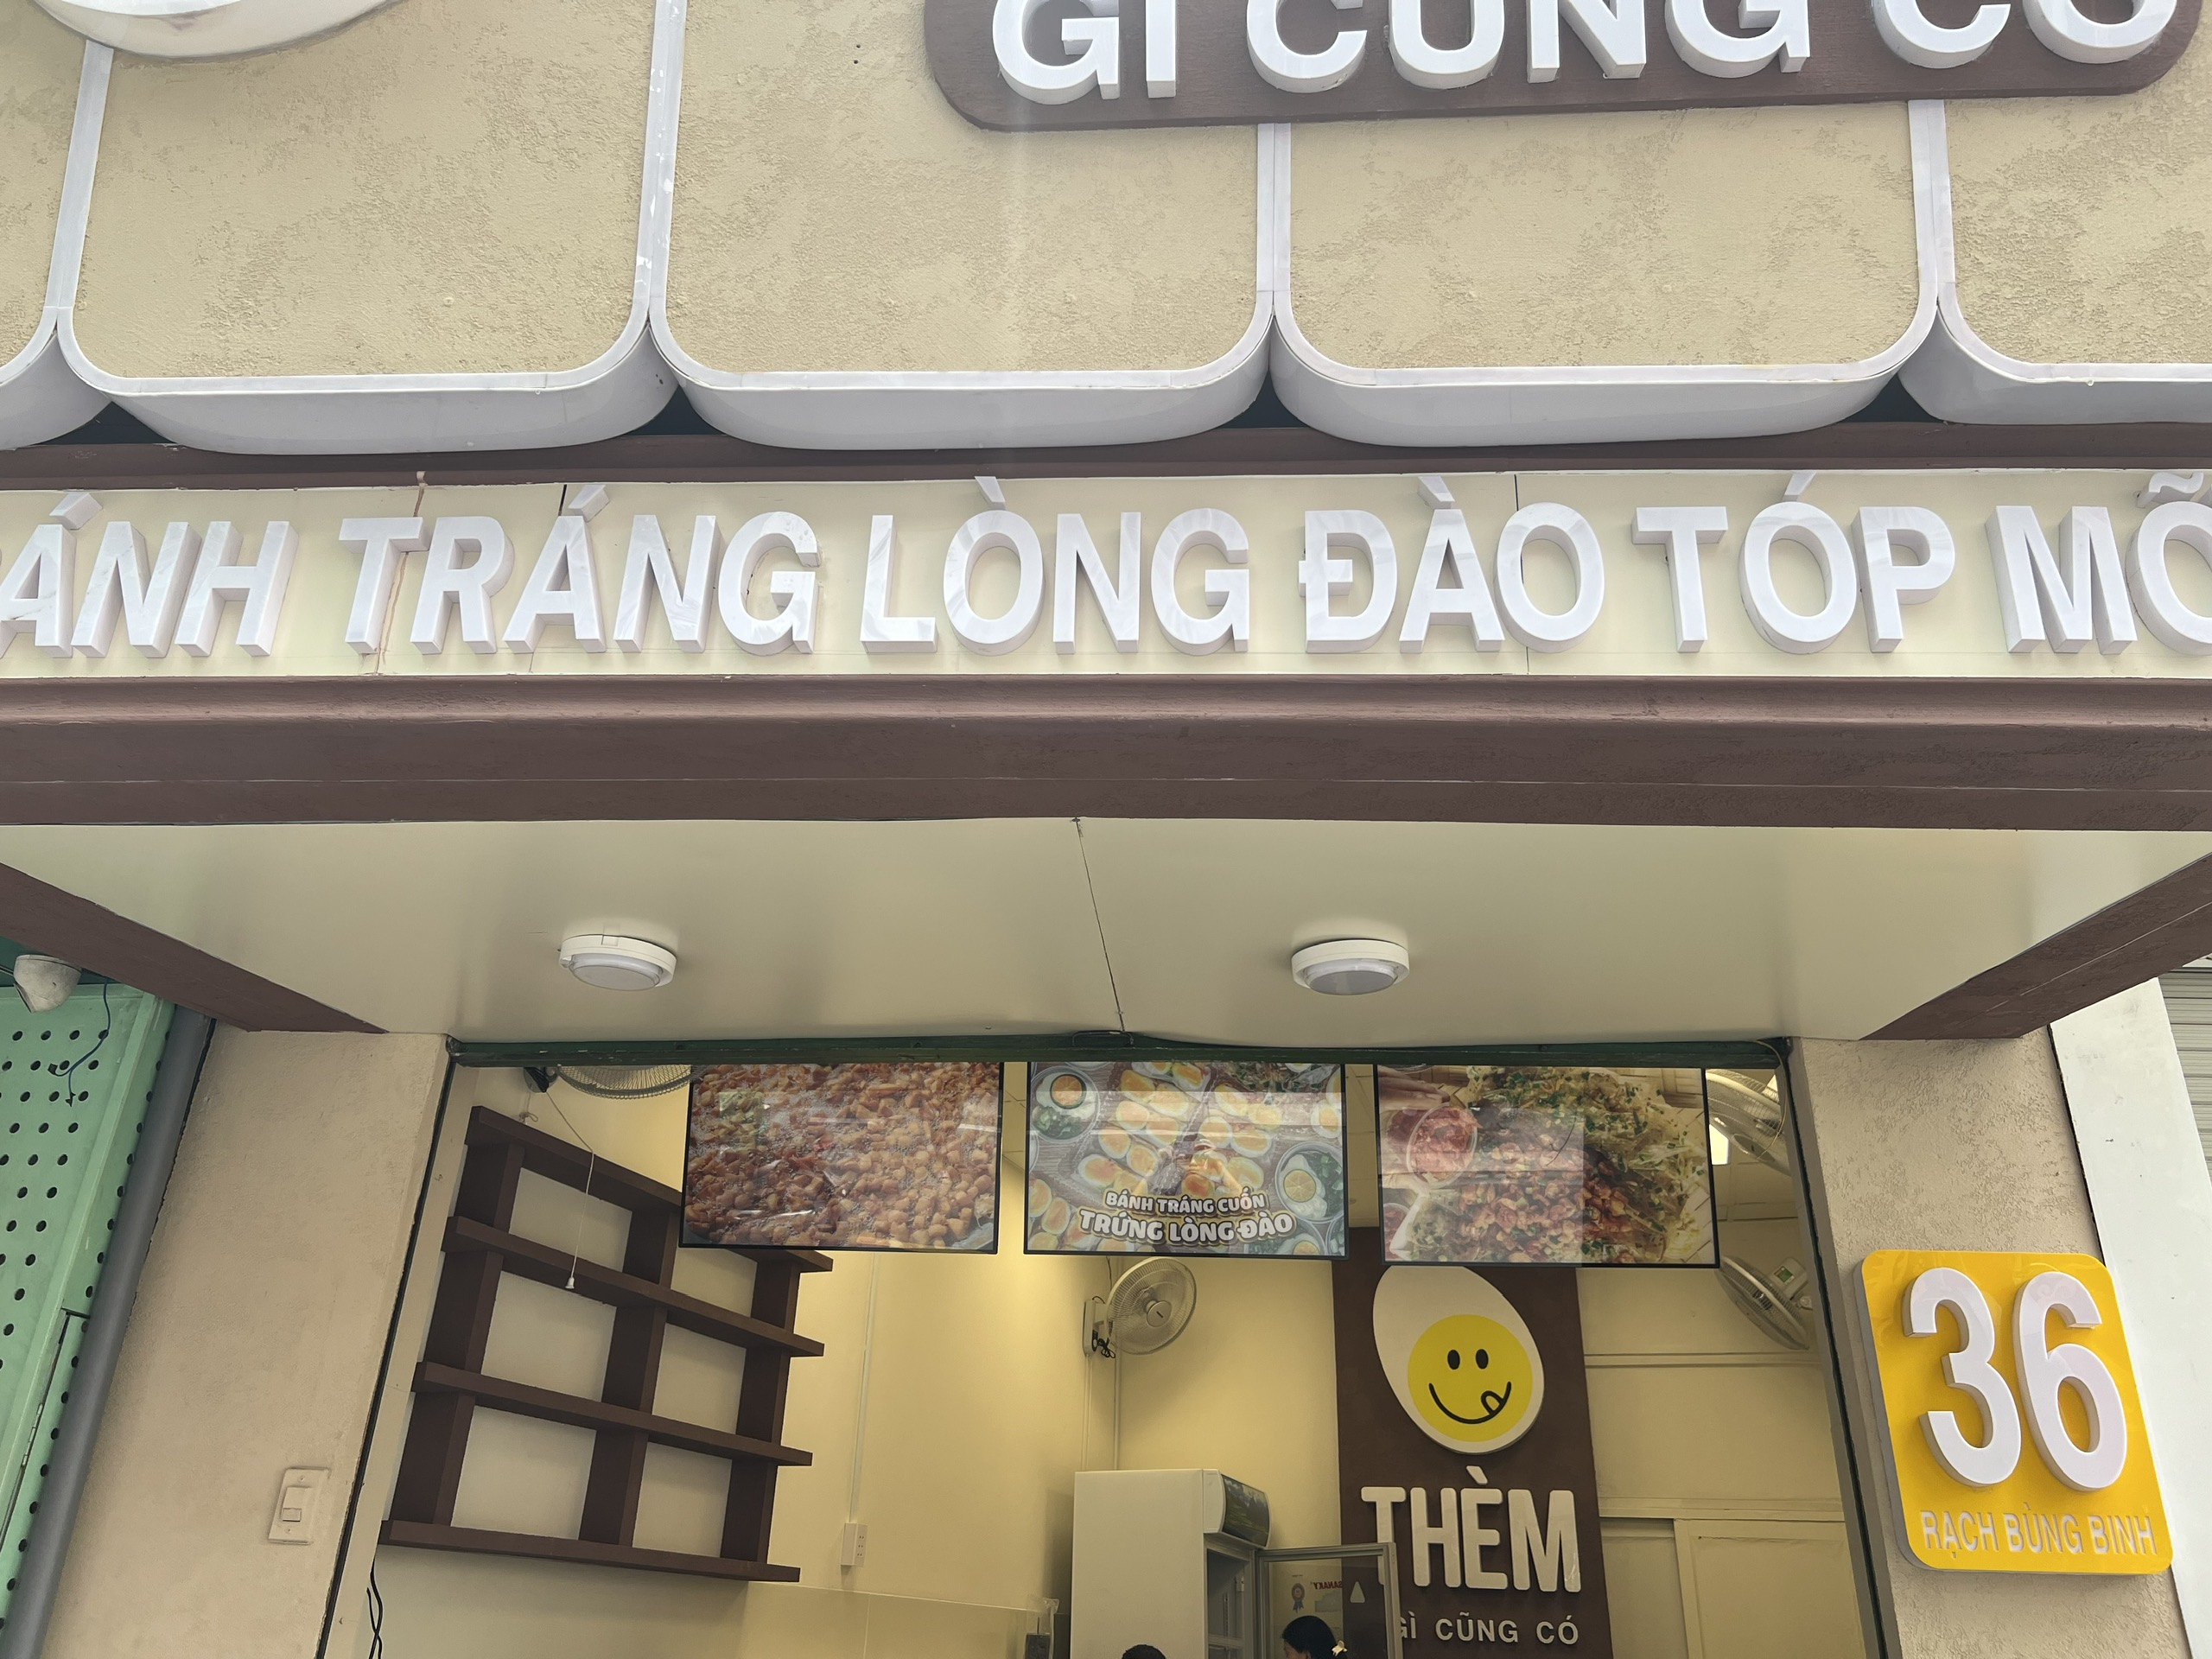 GÌ CŨNG CÓ
BÁNH TRÁNG LÒNG ĐÀO TÓP MỠ
BÁNH TRÁNG CUỐN
TRỨNG LÒNG ĐÀO
36
RẠCH BÙNG BINH
THÈM
GÌ CŨNG CÓ